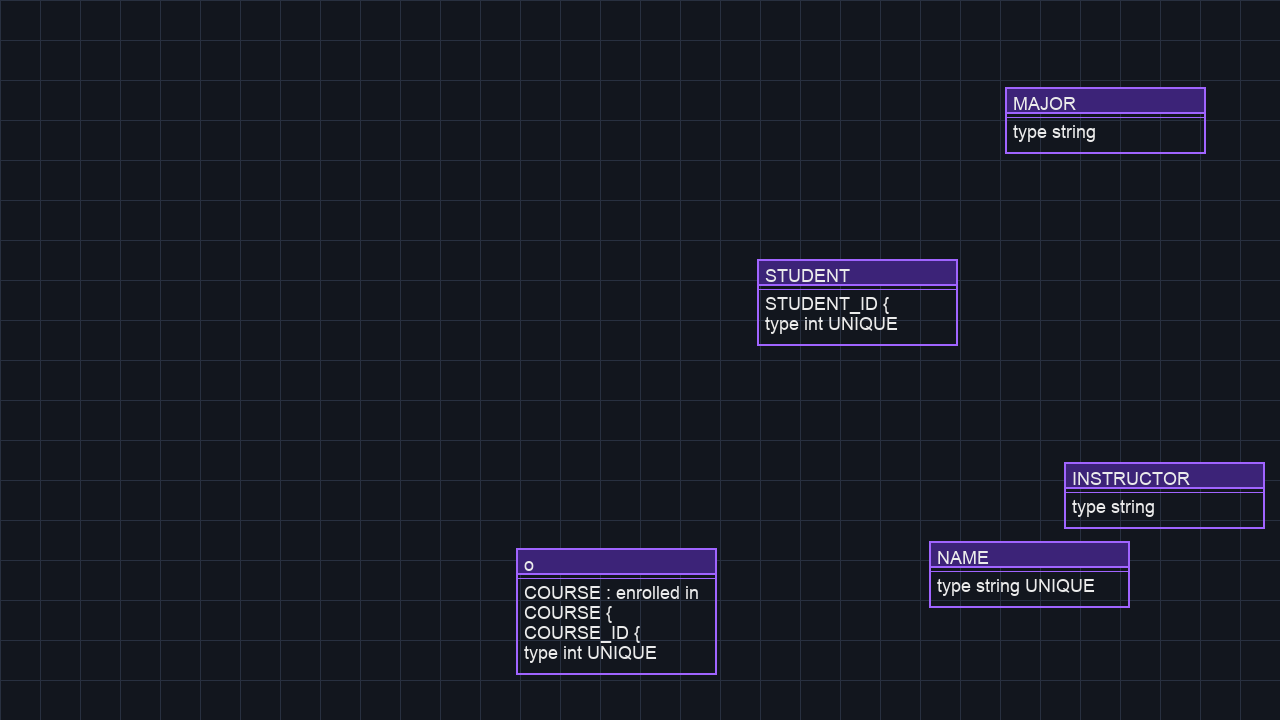 MAJOR
type string
STUDENT
STUDENT_ID {
type int UNIQUE
INSTRUCTOR
type string
NAME
type string UNIQUE
o
COURSE : enrolled in
COURSE {
COURSE_ID {
type int UNIQUE